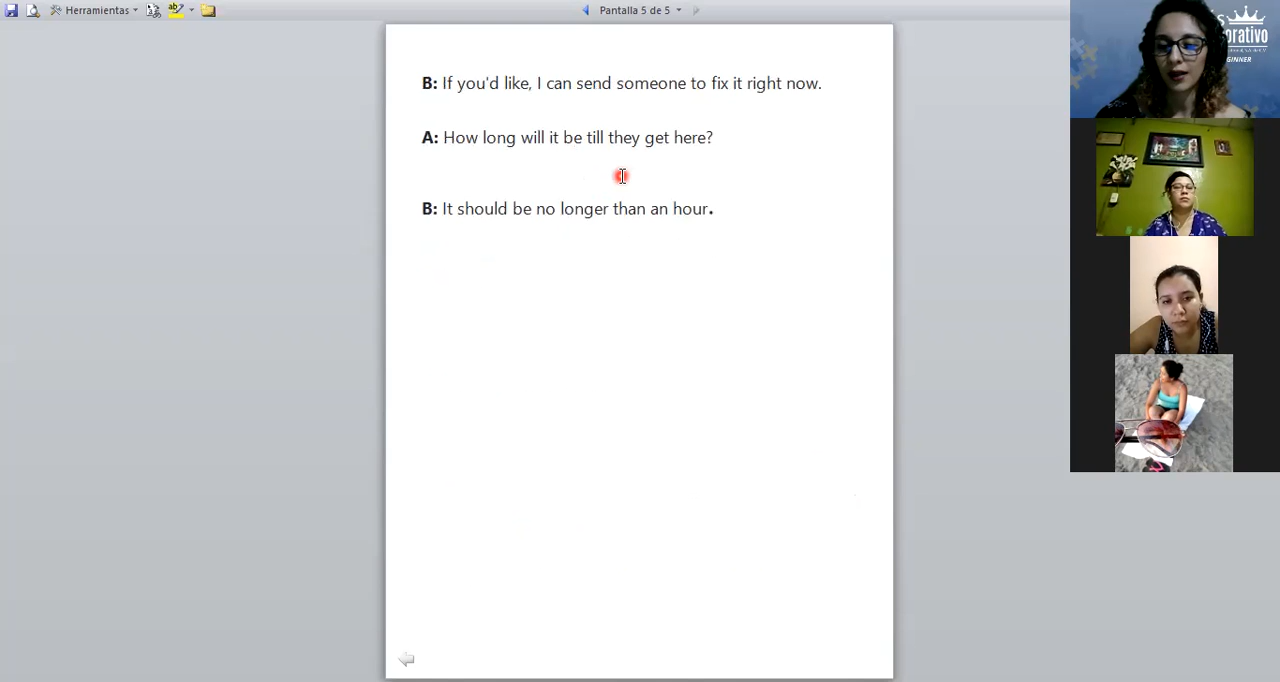 Herramientas
Pantalla 5 de 5
B: If you'd like, I can send someone to fix it right now.
A: How long will it be till they get here?
B: It should be no longer than an hour.